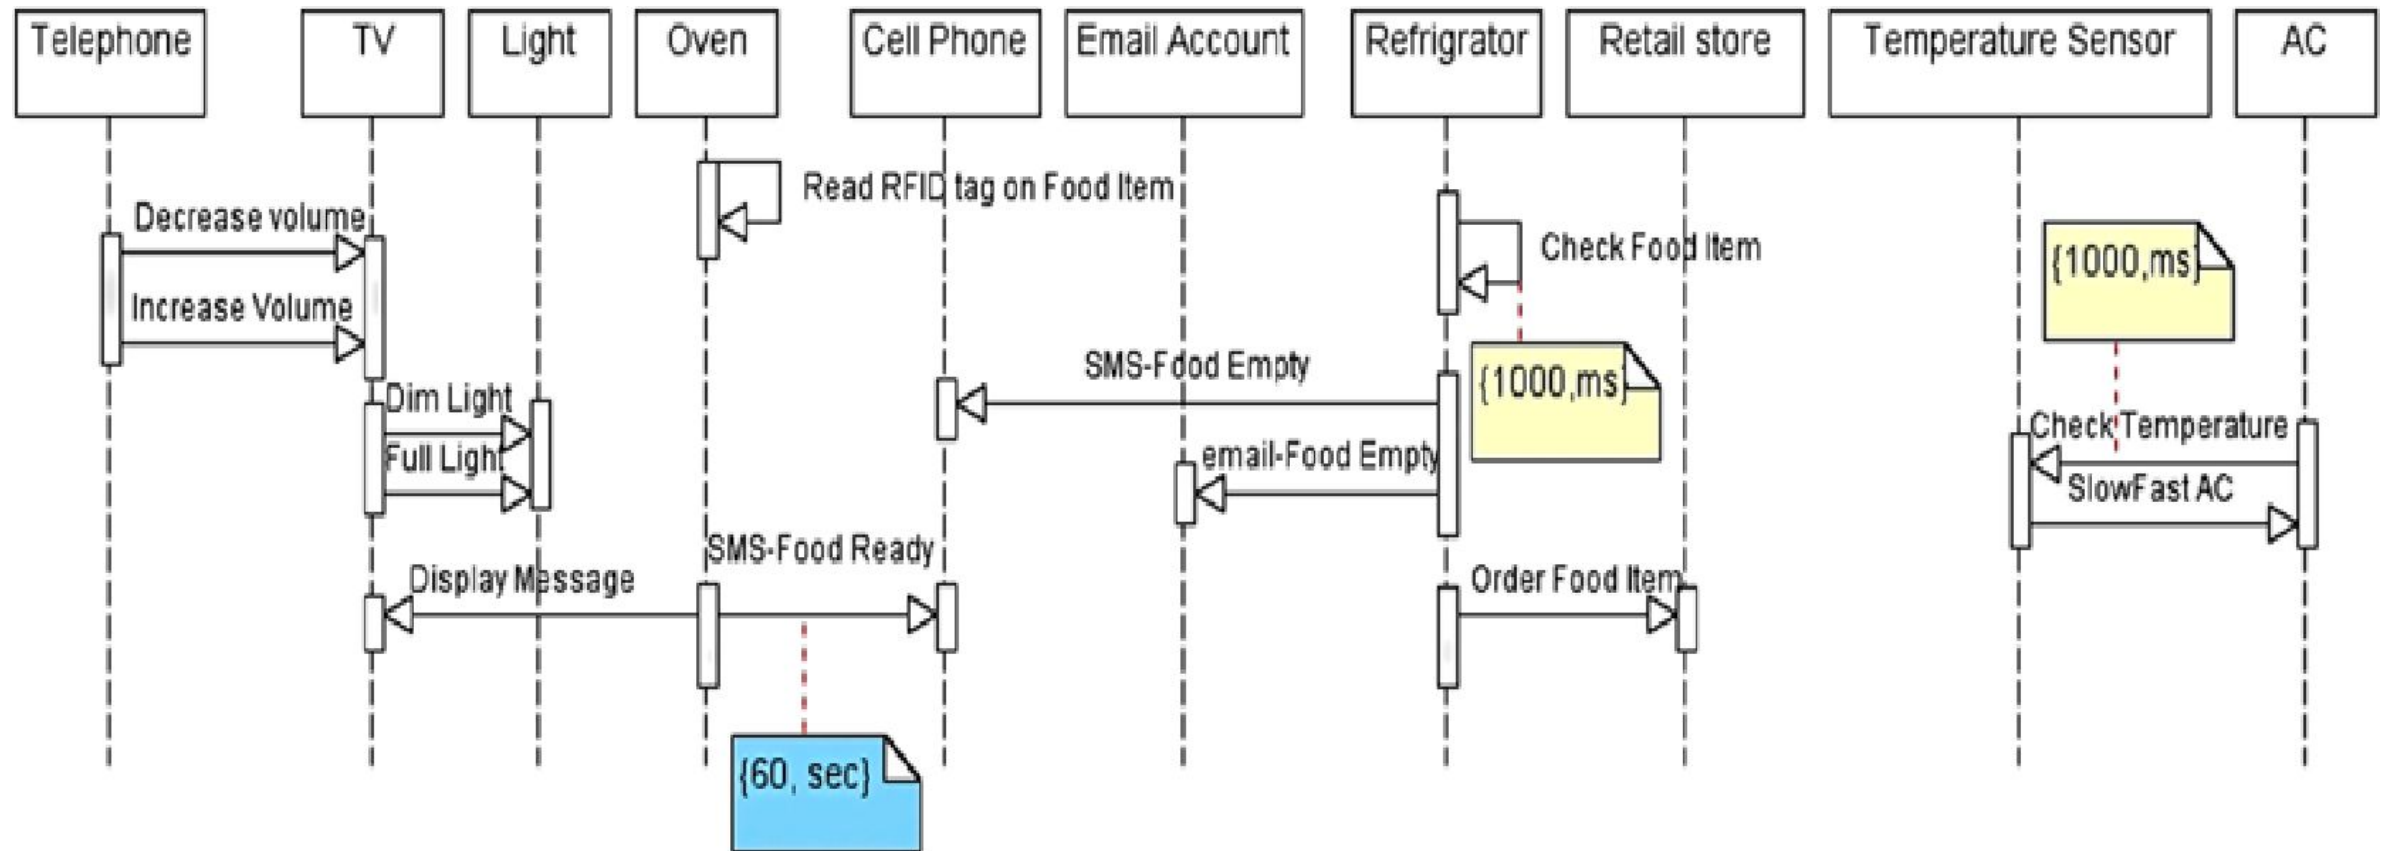 Telephone
TV
Light
Oven
Cell Phone
Email Account
Refrigrator
Retail store
Temperature Sensor
AC
Read RFID tag on Food Item
Decrease volume
Check Food Item
{1000,ms}
Increase Volume
SMS-Food Empty
{1000,ms}
Dim Light
Check Temperature
Full Light
email-Food Empty
SlowFast AC
SMS-Food Ready
Display Message
Order Food Item
{60, sec}